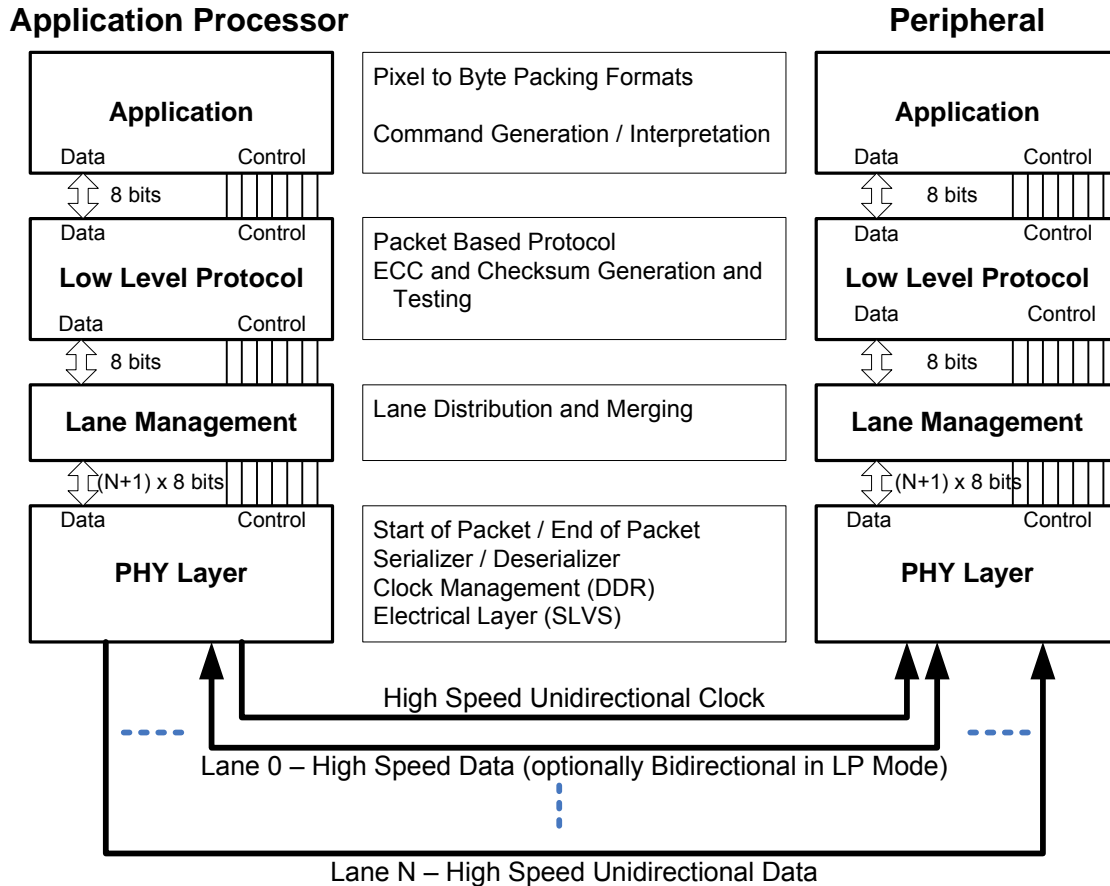 Application Processor
Peripheral
Application
Data
Control
8 bits
Data
Control
Low Level Protocol
Data
Control
8 bits
Lane Management
(N+1) x 8 bits
Data
Control
PHY Layer
Pixel to Byte Packing Formats
Command Generation / Interpretation
Packet Based Protocol
ECC and Checksum Generation and
Testing
Lane Distribution and Merging
Start of Packet / End of Packet
Serializer / Deserializer
Clock Management (DDR)
Electrical Layer (SLVS)
Application
Data
Control
8 bits
Data
Control
Low Level Protocol
Data
Control
8 bits
Lane Management
(N+1) x 8 bits
Data
Control
PHY Layer
High Speed Unidirectional Clock
Lane 0 – High Speed Data (optionally Bidirectional in LP Mode)
Lane N – High Speed Unidirectional Data